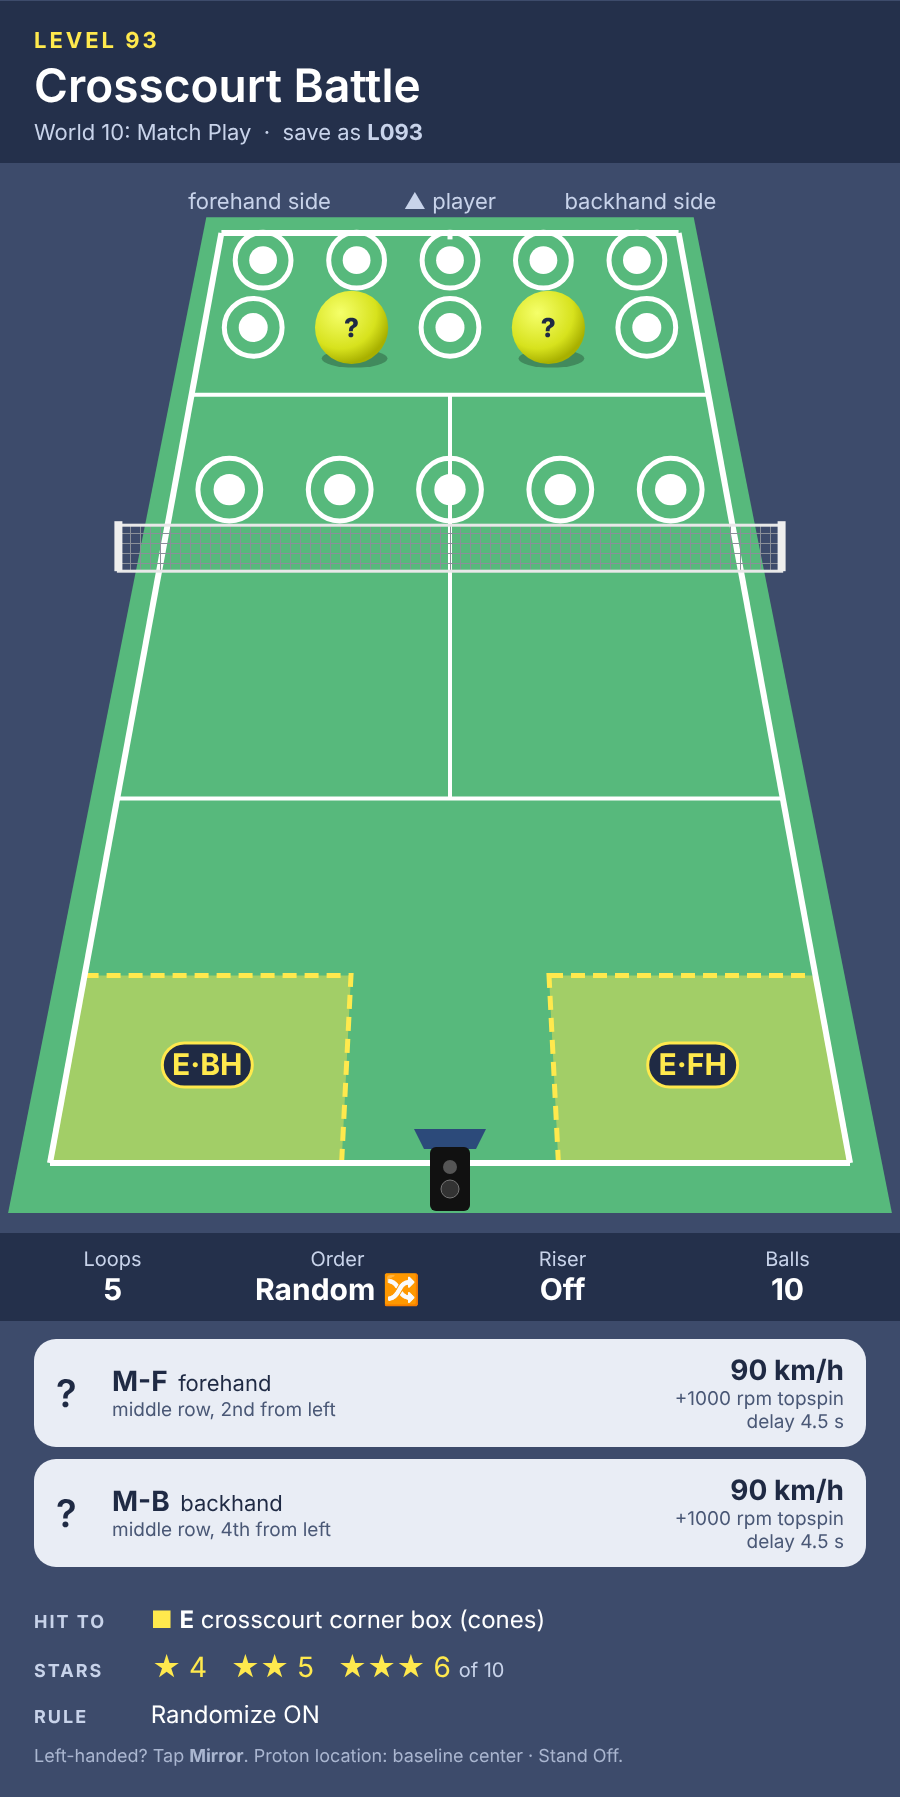 LEVEL 93
Crosscourt Battle
World 10: Match Play · save as L093
forehand side ▲ player backhand side
? ?
E·BH E·FH
Loops Order Riser Balls
5 Random 🔀 Off 10
? M-F forehand 90 km/h
middle row, 2nd from left +1000 rpm topspin
delay 4.5 s
? M-B backhand 90 km/h
middle row, 4th from left +1000 rpm topspin
delay 4.5 s
HIT TO E crosscourt corner box (cones)
STARS ★ 4 ★★ 5 ★★★ 6 of 10
RULE Randomize ON
Left-handed? Tap Mirror. Proton location: baseline center · Stand Off.